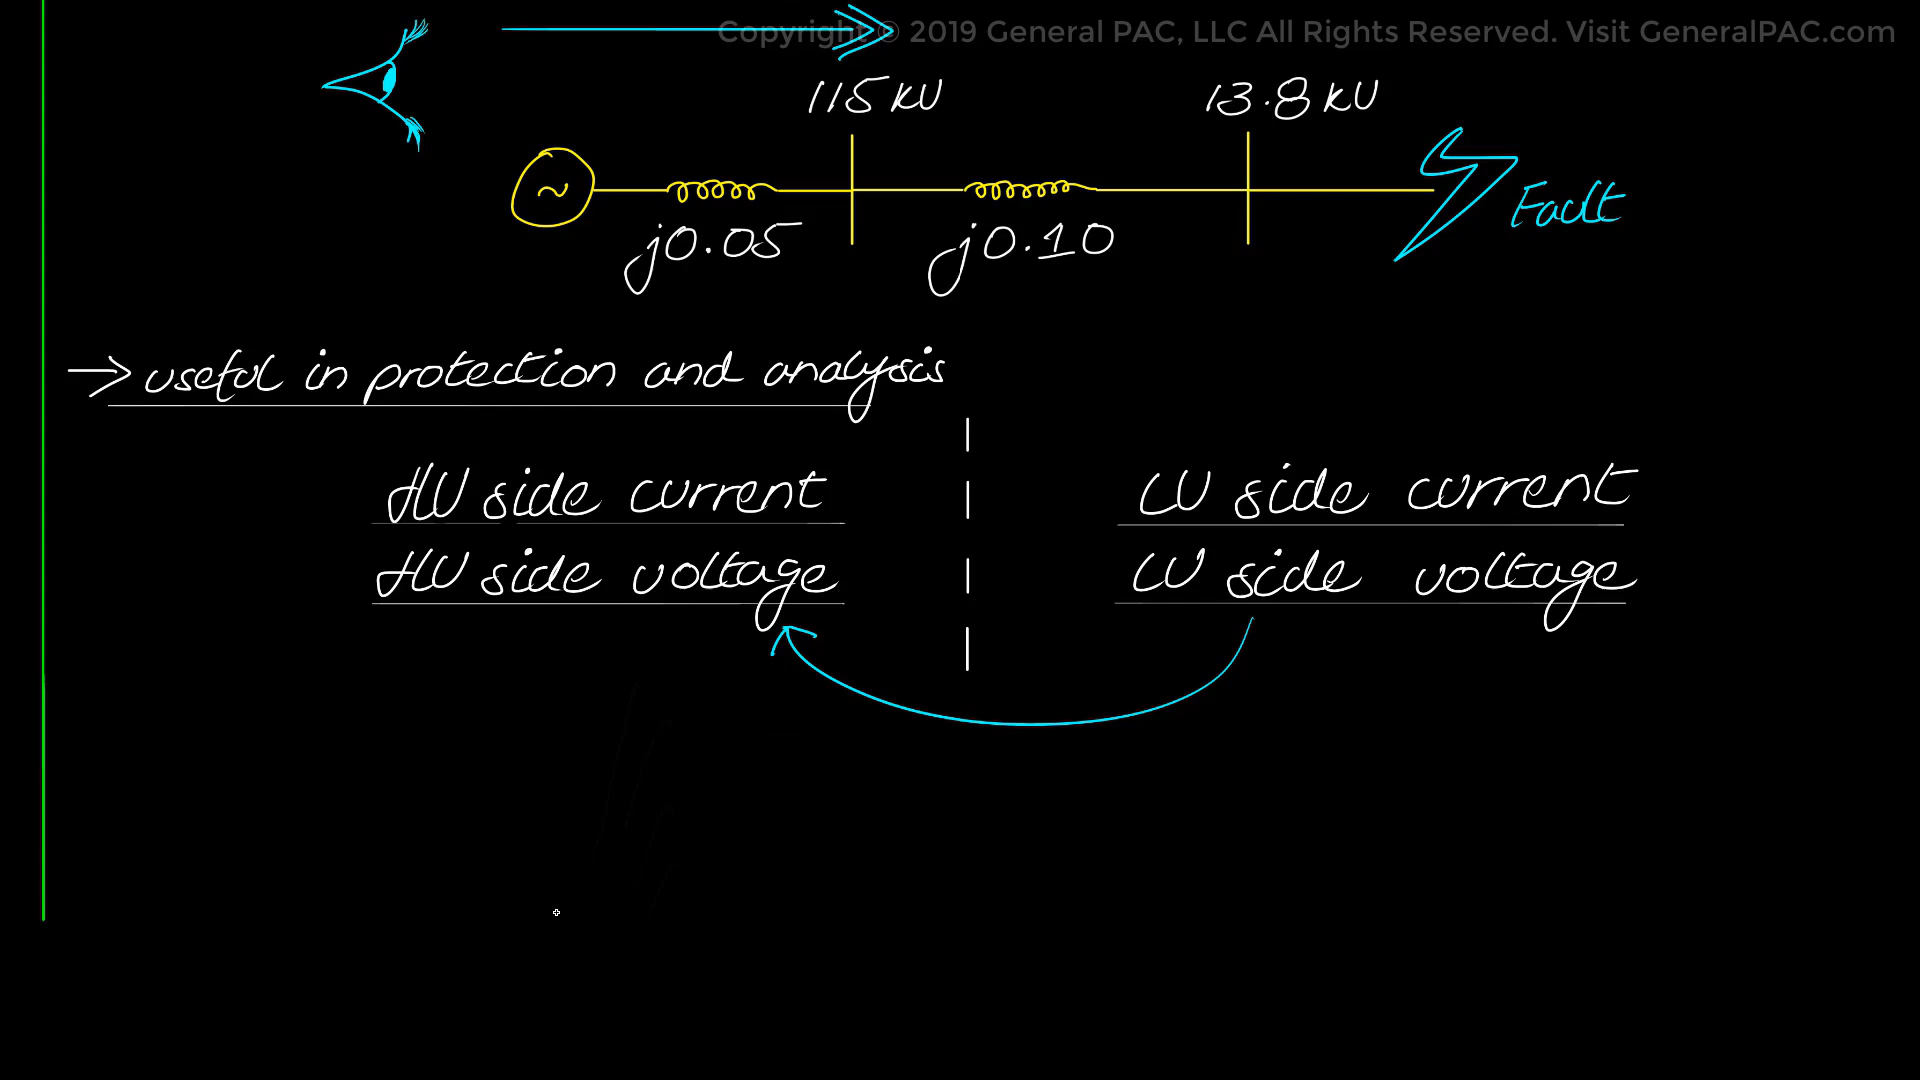 Copyright © 2019 General PAC, LLC All Rights Reserved. Visit GeneralPAC.com
115 kV 13.8 kV
~
Fault
j0.05 j0.10
→ useful in protection and analysis
HV side current LV side current
HV side voltage LV side voltage